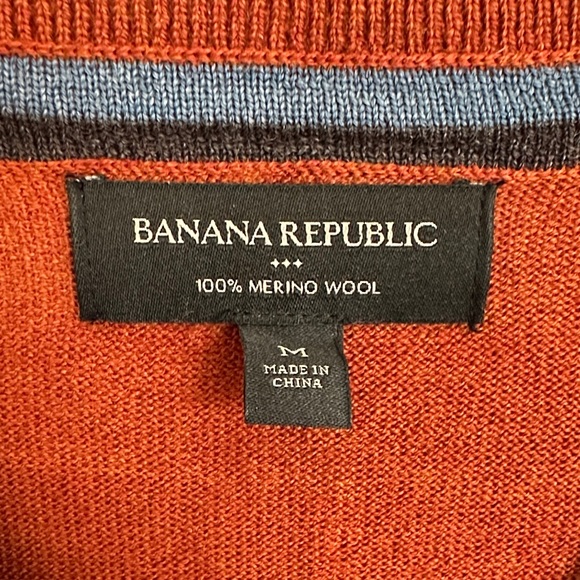 BANANA REPUBLIC
100% MERINO WOOL
M
MADE IN
CHINA